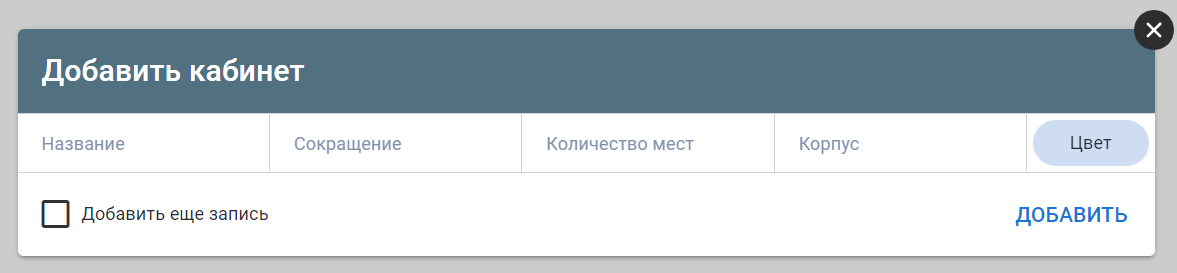 Добавить кабинет
Название Сокращение Количество мест Корпус Цвет
Добавить еще запись ДОБАВИТЬ